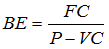 BE = FC / P − VC